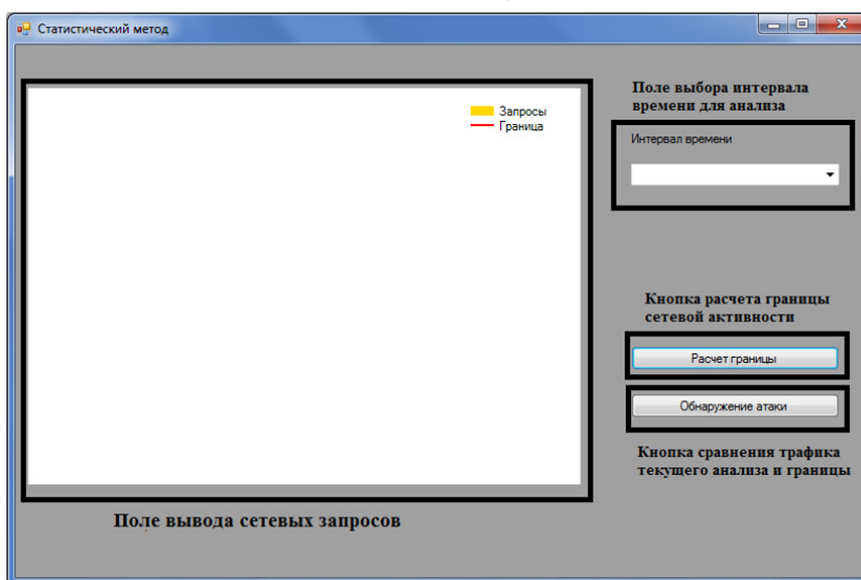 Статистический метод
Запросы
Граница
Поле выбора интервала
времени для анализа
Интервал времени
Кнопка расчета границы
сетевой активности
Расчет границы
Обнаружение атаки
Кнопка сравнения трафика
текущего анализа и границы
Поле вывода сетевых запросов